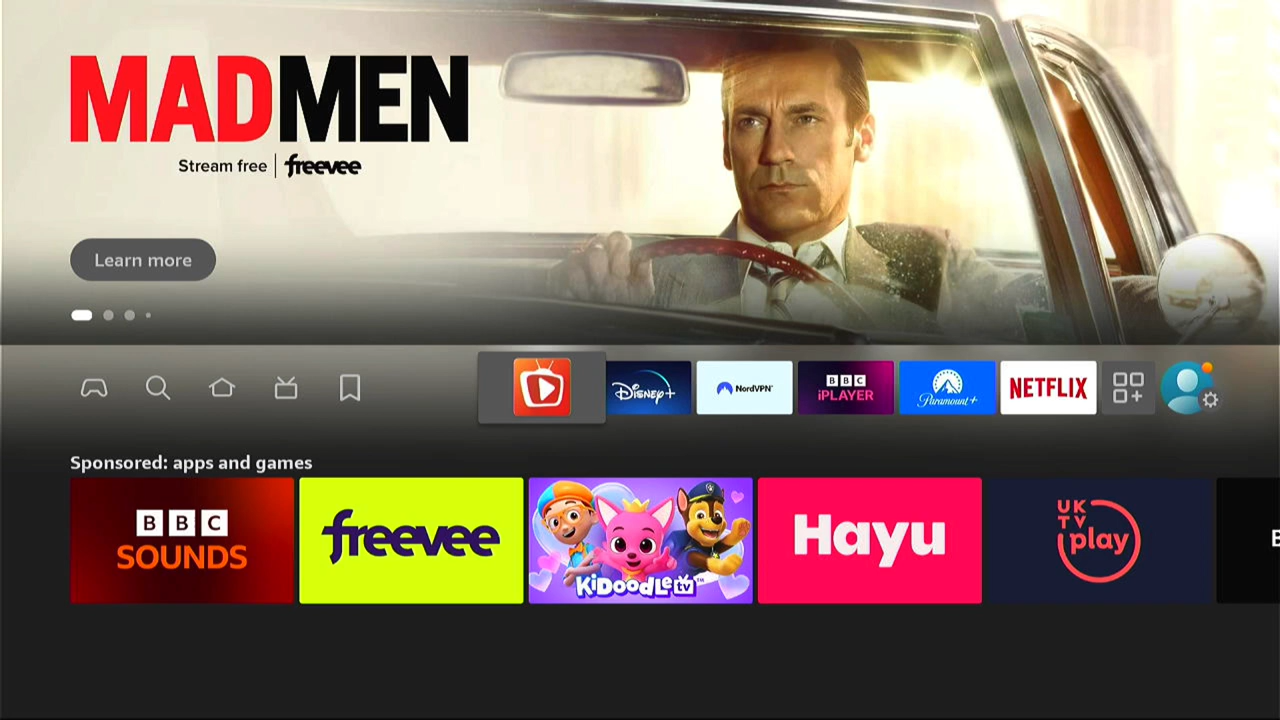 MADMEN
Stream free | freevee
Learn more
Disney+
NordVPN®
BBC
iPLAYER
Paramount+
NETFLIX
Sponsored: apps and games
BBC
SOUNDS
freevee
KiDoodle tv™
Hayu
UK
TV
play